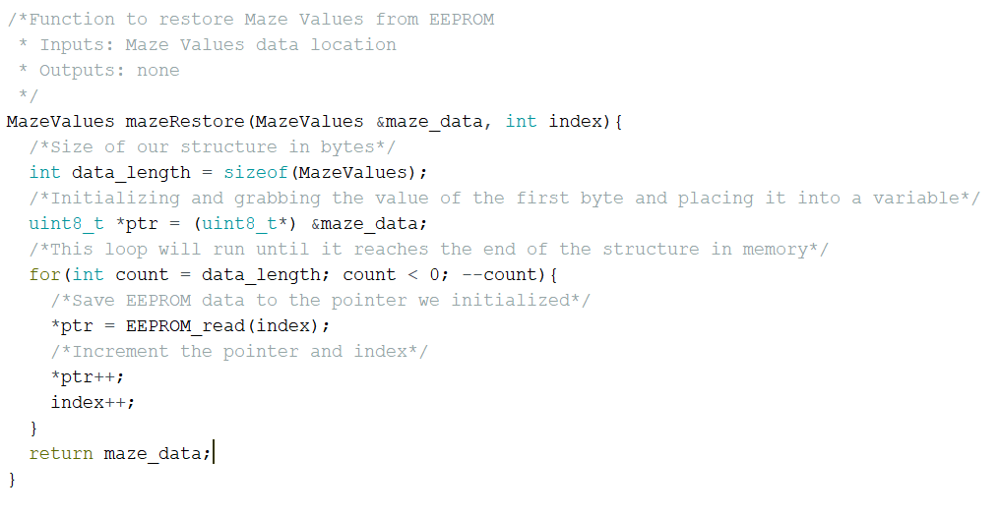 /*Function to restore Maze Values from EEPROM
 * Inputs: Maze Values data location
 * Outputs: none
 */
MazeValues mazeRestore(MazeValues &maze_data, int index){
  /*Size of our structure in bytes*/
  int data_length = sizeof(MazeValues);
  /*Initializing and grabbing the value of the first byte and placing it into a variable*/
  uint8_t *ptr = (uint8_t*) &maze_data;
  /*This loop will run until it reaches the end of the structure in memory*/
  for(int count = data_length; count < 0; --count){
    /*Save EEPROM data to the pointer we initialized*/
    *ptr = EEPROM_read(index);
    /*Increment the pointer and index*/
    *ptr++;
    index++;
  }
  return maze_data;
}